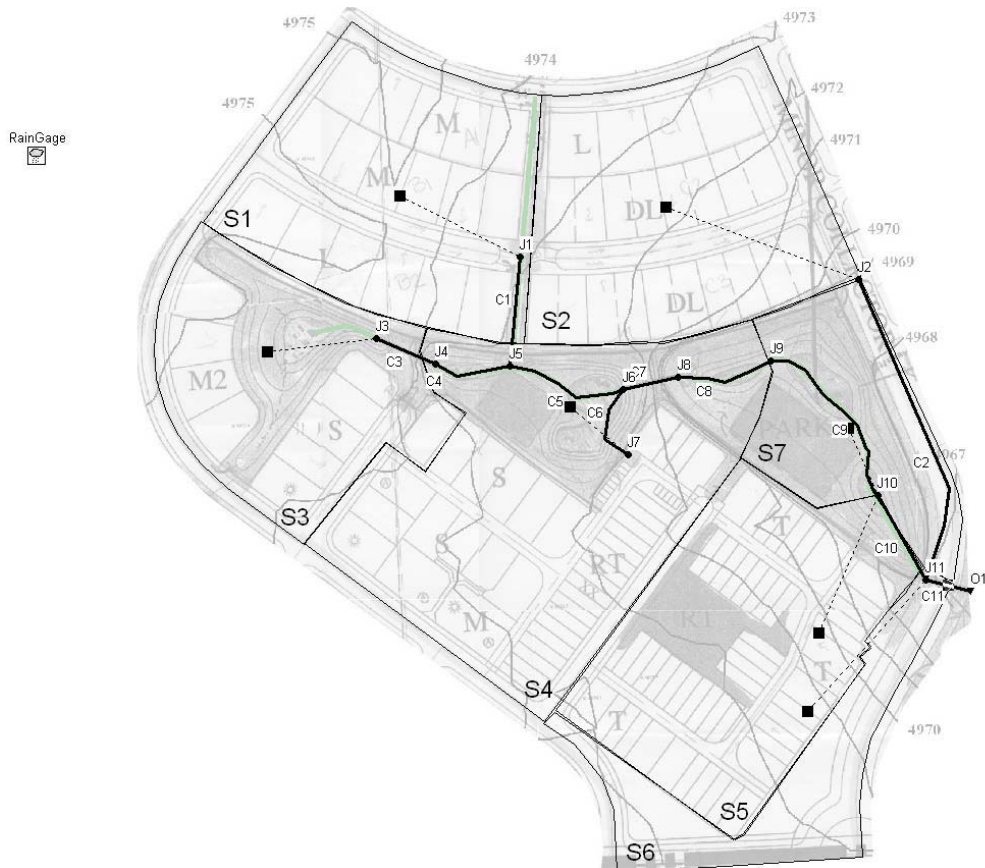 4975
4973
4974
4972
4975
RainGage
4971
M
L
M
DL
S1
4970
J1
4969
J2
L
C1
DL
S2
4968
J3
J4
J5
J9
C3
C4
J6
C7
J8
C8
M2
C5
C6
C9
PARK
J7
S
S
S7
C2
4967
J10
S3
T
S
C10
RT
J11
O1
C11
M
RT
T
S4
T
4970
S5
S6